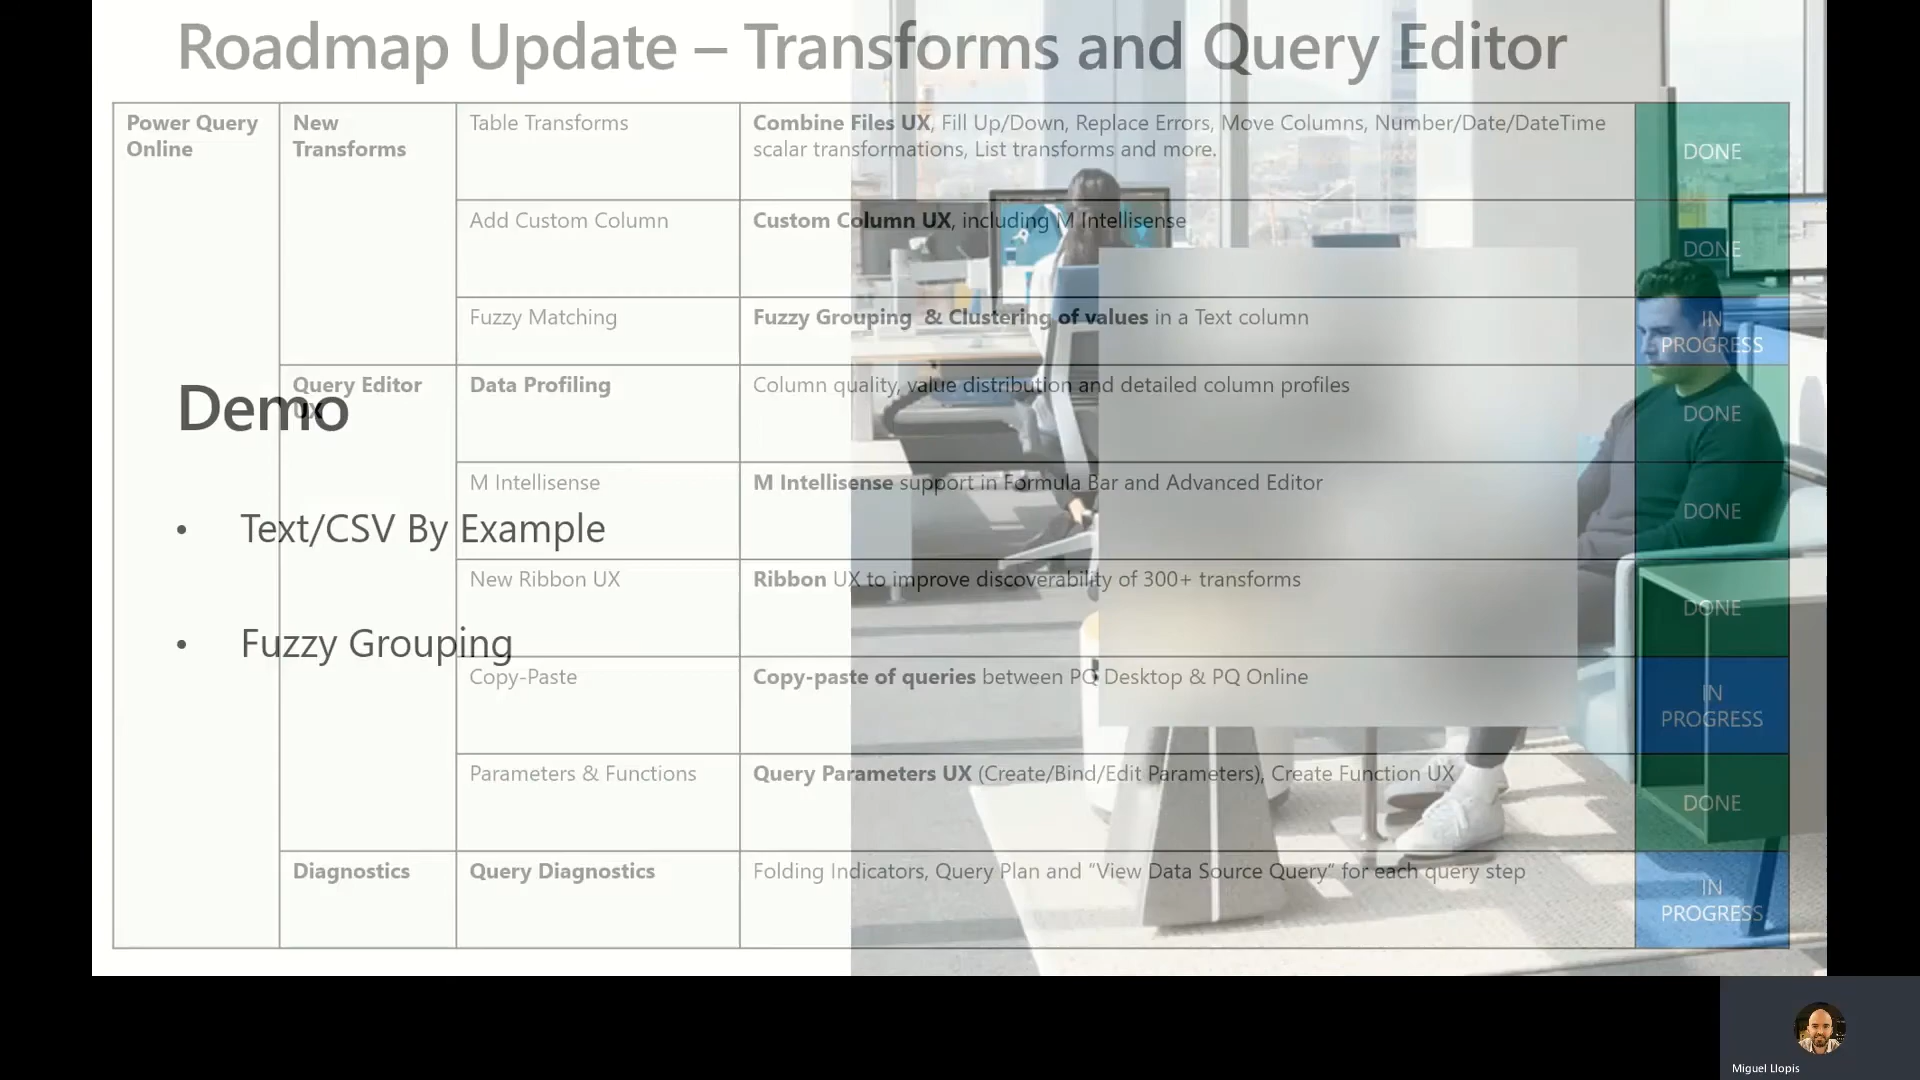 Roadmap Update – Transforms and Query Editor
Power Query
Online
New
Transforms
Table Transforms
Combine Files UX, Fill Up/Down, Replace Errors, Move Columns, Number/Date/DateTime
scalar transformations, List transforms and more.
DONE
Add Custom Column
Custom Column UX, including M Intellisense
DONE
Fuzzy Matching
Fuzzy Grouping & Clustering of values in a Text column
IN
PROGRESS
Query Editor
UX
Data Profiling
Column quality, value distribution and detailed column profiles
DONE
M Intellisense
M Intellisense support in Formula Bar and Advanced Editor
DONE
New Ribbon UX
Ribbon UX to improve discoverability of 300+ transforms
DONE
Copy-Paste
Copy-paste of queries between PQ Desktop & PQ Online
IN
PROGRESS
Parameters & Functions
Query Parameters UX (Create/Bind/Edit Parameters), Create Function UX
DONE
Diagnostics
Query Diagnostics
Folding Indicators, Query Plan and “View Data Source Query” for each query step
IN
PROGRESS
Demo
• Text/CSV By Example
• Fuzzy Grouping
Miguel Llopis